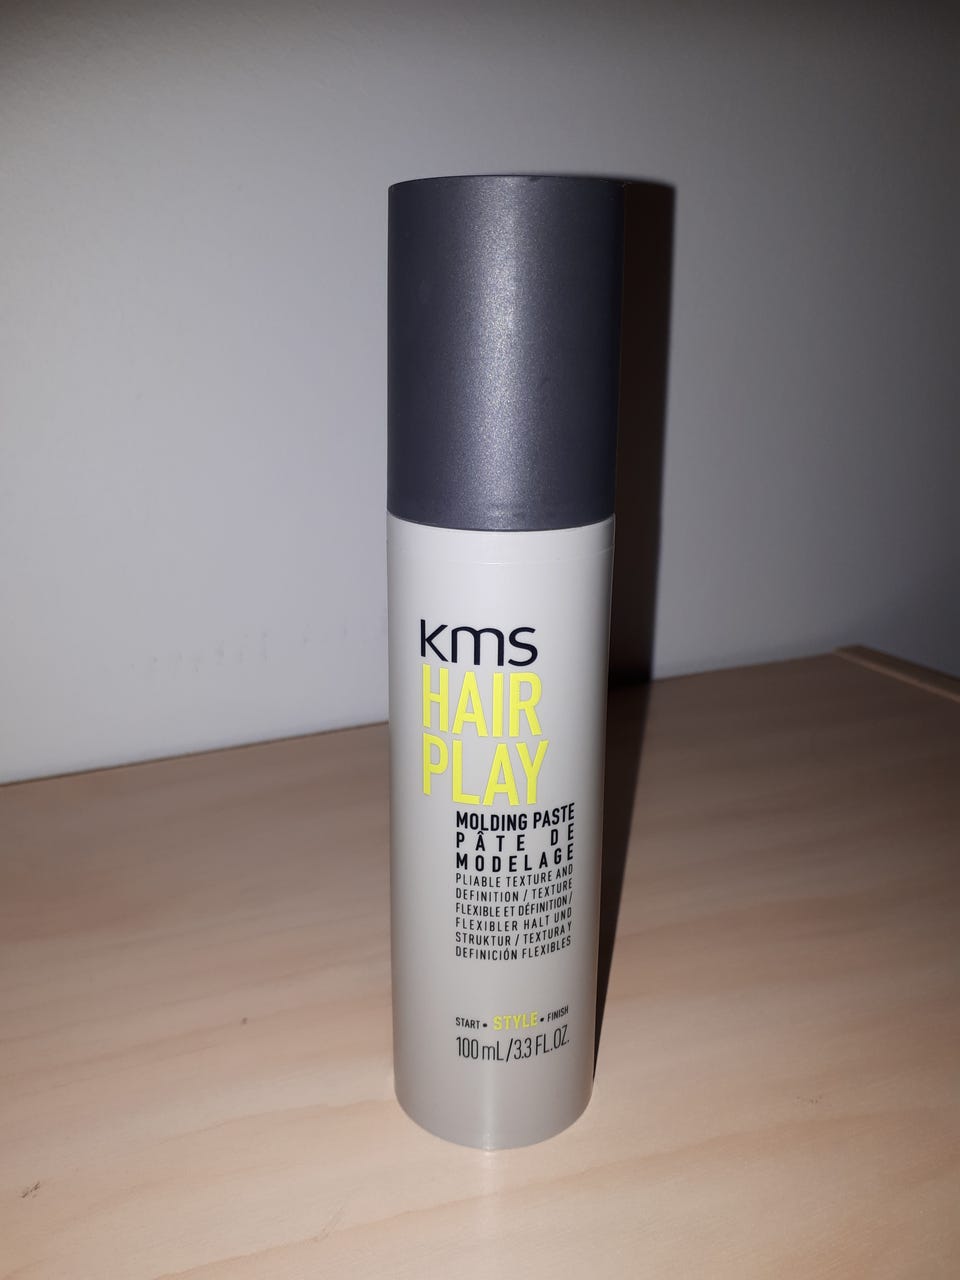 kms
HAIR
PLAY
MOLDING PASTE
PÂTE DE
MODELAGE
PLIABLE TEXTURE AND
DEFINITION / TEXTURE
FLEXIBLE ET DÉFINITION /
FLEXIBLER HALT UND
STRUKTUR / TEXTURA Y
DEFINICIÓN FLEXIBLES
START • STYLE • FINISH
100 mL/3.3 FL.OZ.